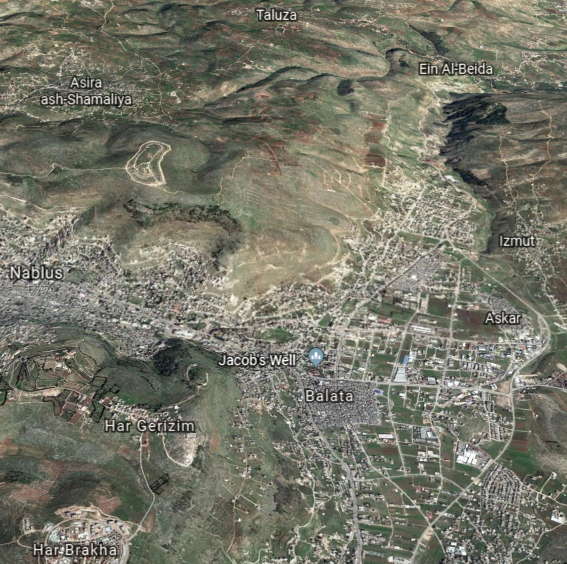 Taluza
Ein Al-Beida
Asira
ash-Shamaliya
Izmut
Nablus
Askar
Jacob's Well
Balata
Har Gerizim
Har Brakha